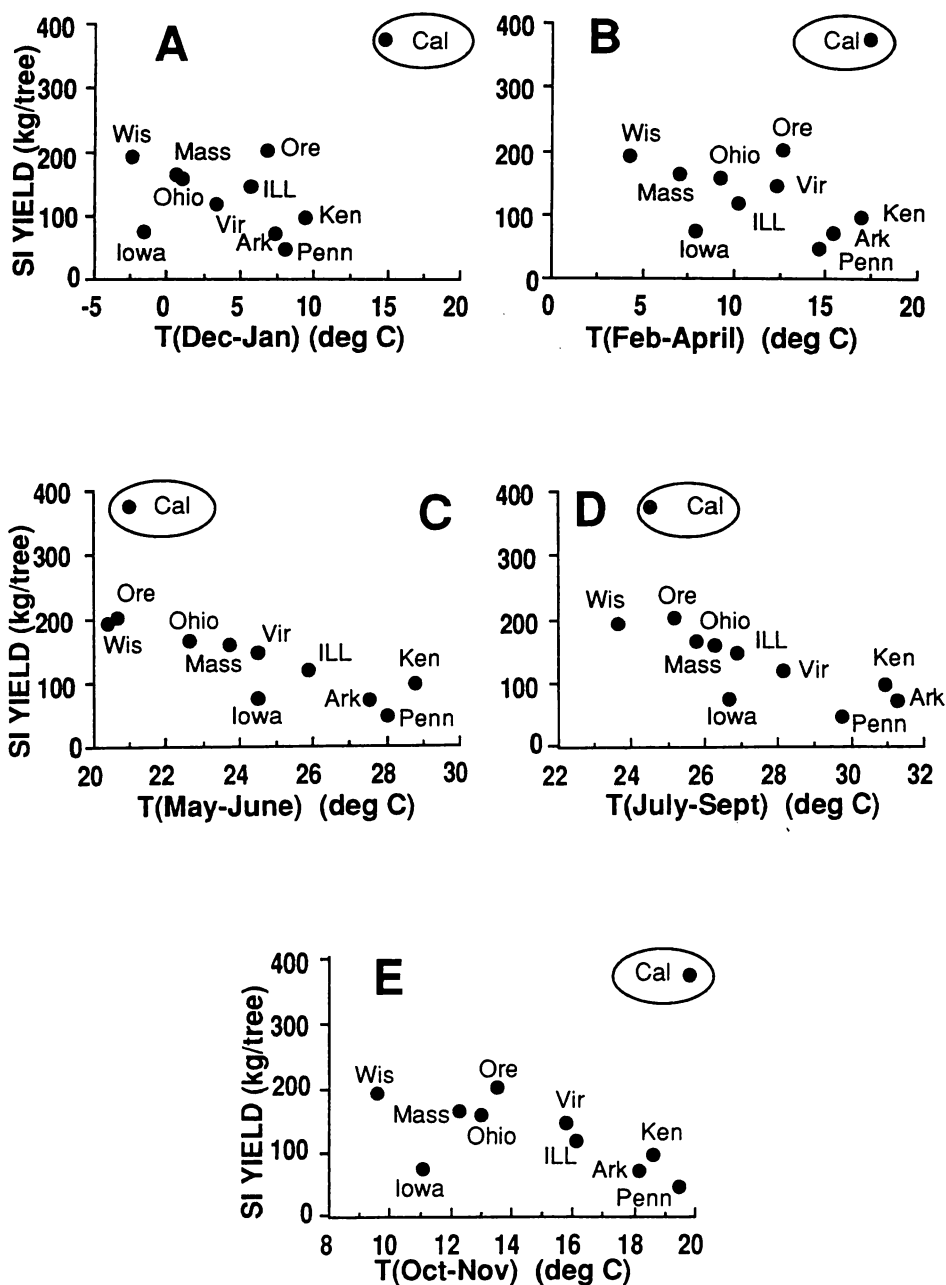 A
SI YIELD (kg/tree)
400
300
200
100
0
Cal
Wis
Mass
Ore
Ohio
ILL
Vir
Ken
Iowa
Ark
Penn
-5 0 5 10 15 20
T(Dec-Jan) (deg C)
B
400
300
200
100
0
Cal
Ore
Wis
Ohio
Mass
Vir
ILL
Ken
Iowa
Ark
Penn
0 5 10 15 20
T(Feb-April) (deg C)
C
SI YIELD (kg/tree)
400
300
200
100
0
Cal
Ore
Wis
Ohio
Vir
Mass
ILL
Ken
Iowa
Ark
Penn
20 22 24 26 28 30
T(May-June) (deg C)
D
400
300
200
100
0
Cal
Wis
Ore
Ohio
ILL
Mass
Vir
Ken
Iowa
Ark
Penn
22 24 26 28 30 32
T(July-Sept) (deg C)
E
SI YIELD (kg/tree)
400
300
200
100
0
Cal
Wis
Ore
Mass
Ohio
Vir
ILL
Ken
Iowa
Ark
Penn
8 10 12 14 16 18 20
T(Oct-Nov) (deg C)